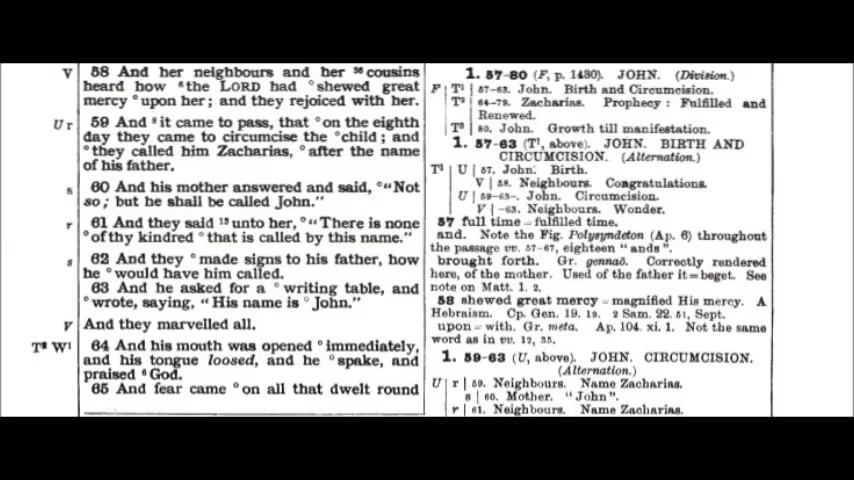 V
58 And her neighbours and her ³⁶cousins
heard how ⁶the LORD had °shewed great
mercy °upon her; and they rejoiced with her.
U r
59 And ⁸it came to pass, that °on the eighth
day they came to circumcise the °child; and
°they called him Zacharias, °after the name
of his father.
s
60 And his mother answered and said, °"Not
so; but he shall be called John."
r
61 And they said ¹³unto her, °"There is none
°of thy kindred °that is called by this name."
s
62 And they °made signs to his father, how
he °would have him called.
63 And he asked for a °writing table, and
°wrote, saying, "His name is °John."
V
And they marvelled all.
T² W¹
64 And his mouth was opened °immediately,
and his tongue loosed, and he °spake, and
praised ⁶God.
65 And fear came °on all that dwelt round
1. 57-80 (F, p. 1430). JOHN. (Division.)
F | T¹ | 57-63. John. Birth and Circumcision.
T² | 64-79. Zacharias. Prophecy: Fulfilled and
Renewed.
T³ | 80. John. Growth till manifestation.
1. 57-63 (T¹, above). JOHN. BIRTH AND
CIRCUMCISION. (Alternation.)
T¹ | U | 57. John. Birth.
V | 58. Neighbours. Congratulations.
U | 59-63-. John. Circumcision.
V | -63. Neighbours. Wonder.
57 full time=fulfilled time.
and. Note the Fig. Polysyndeton (Ap. 6) throughout
the passage vv. 57-67, eighteen "ands".
brought forth. Gr. gennaō. Correctly rendered
here, of the mother. Used of the father it=beget. See
note on Matt. 1. 2.
58 shewed great mercy=magnified His mercy. A
Hebraism. Cp. Gen. 19. 19. 2 Sam. 22. 51, Sept.
upon=with. Gr. meta. Ap. 104. xi. 1. Not the same
word as in vv. 12, 35.
1. 59-63 (U, above). JOHN. CIRCUMCISION.
(Alternation.)
U | r | 59. Neighbours. Name Zacharias.
s | 60. Mother. "John".
r | 61. Neighbours. Name Zacharias.